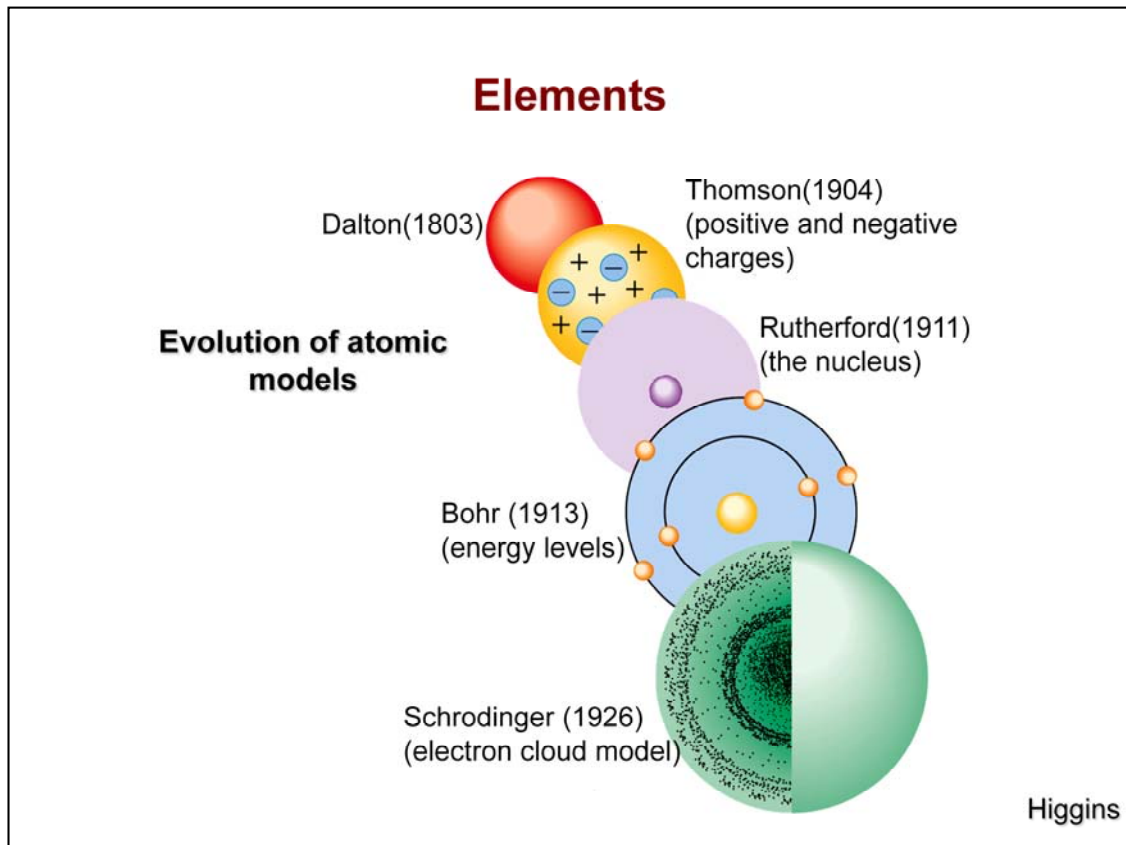 Elements
Dalton(1803)
Thomson(1904)
(positive and negative
charges)
Evolution of atomic
models
Rutherford(1911)
(the nucleus)
Bohr (1913)
(energy levels)
Schrodinger (1926)
(electron cloud model)
Higgins